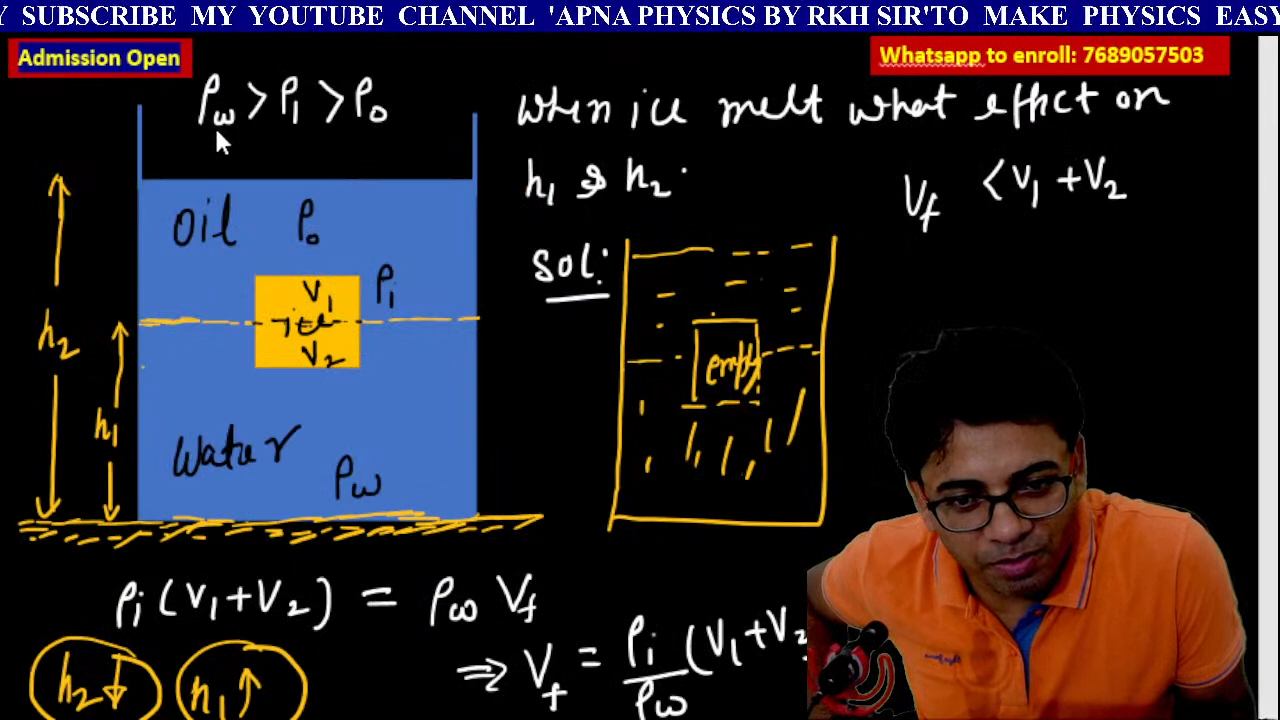 Y SUBSCRIBE MY YOUTUBE CHANNEL 'APNA PHYSICS BY RKH SIR'TO MAKE PHYSICS EASY
Admission Open
Whatsapp to enroll: 7689057503
ρw > ρi > ρo
when ice melt what effect on
h₁ & h₂.
Vf < V₁ + V₂
Oil ρo
sol:
V₁
ρi
ice
V₂
h₂
h₁
empty
Water
ρw
ρi (V₁+V₂) = ρw Vf
⇒ Vf = ρi/ρw (V₁+V₂
h₂↓ h₁↑